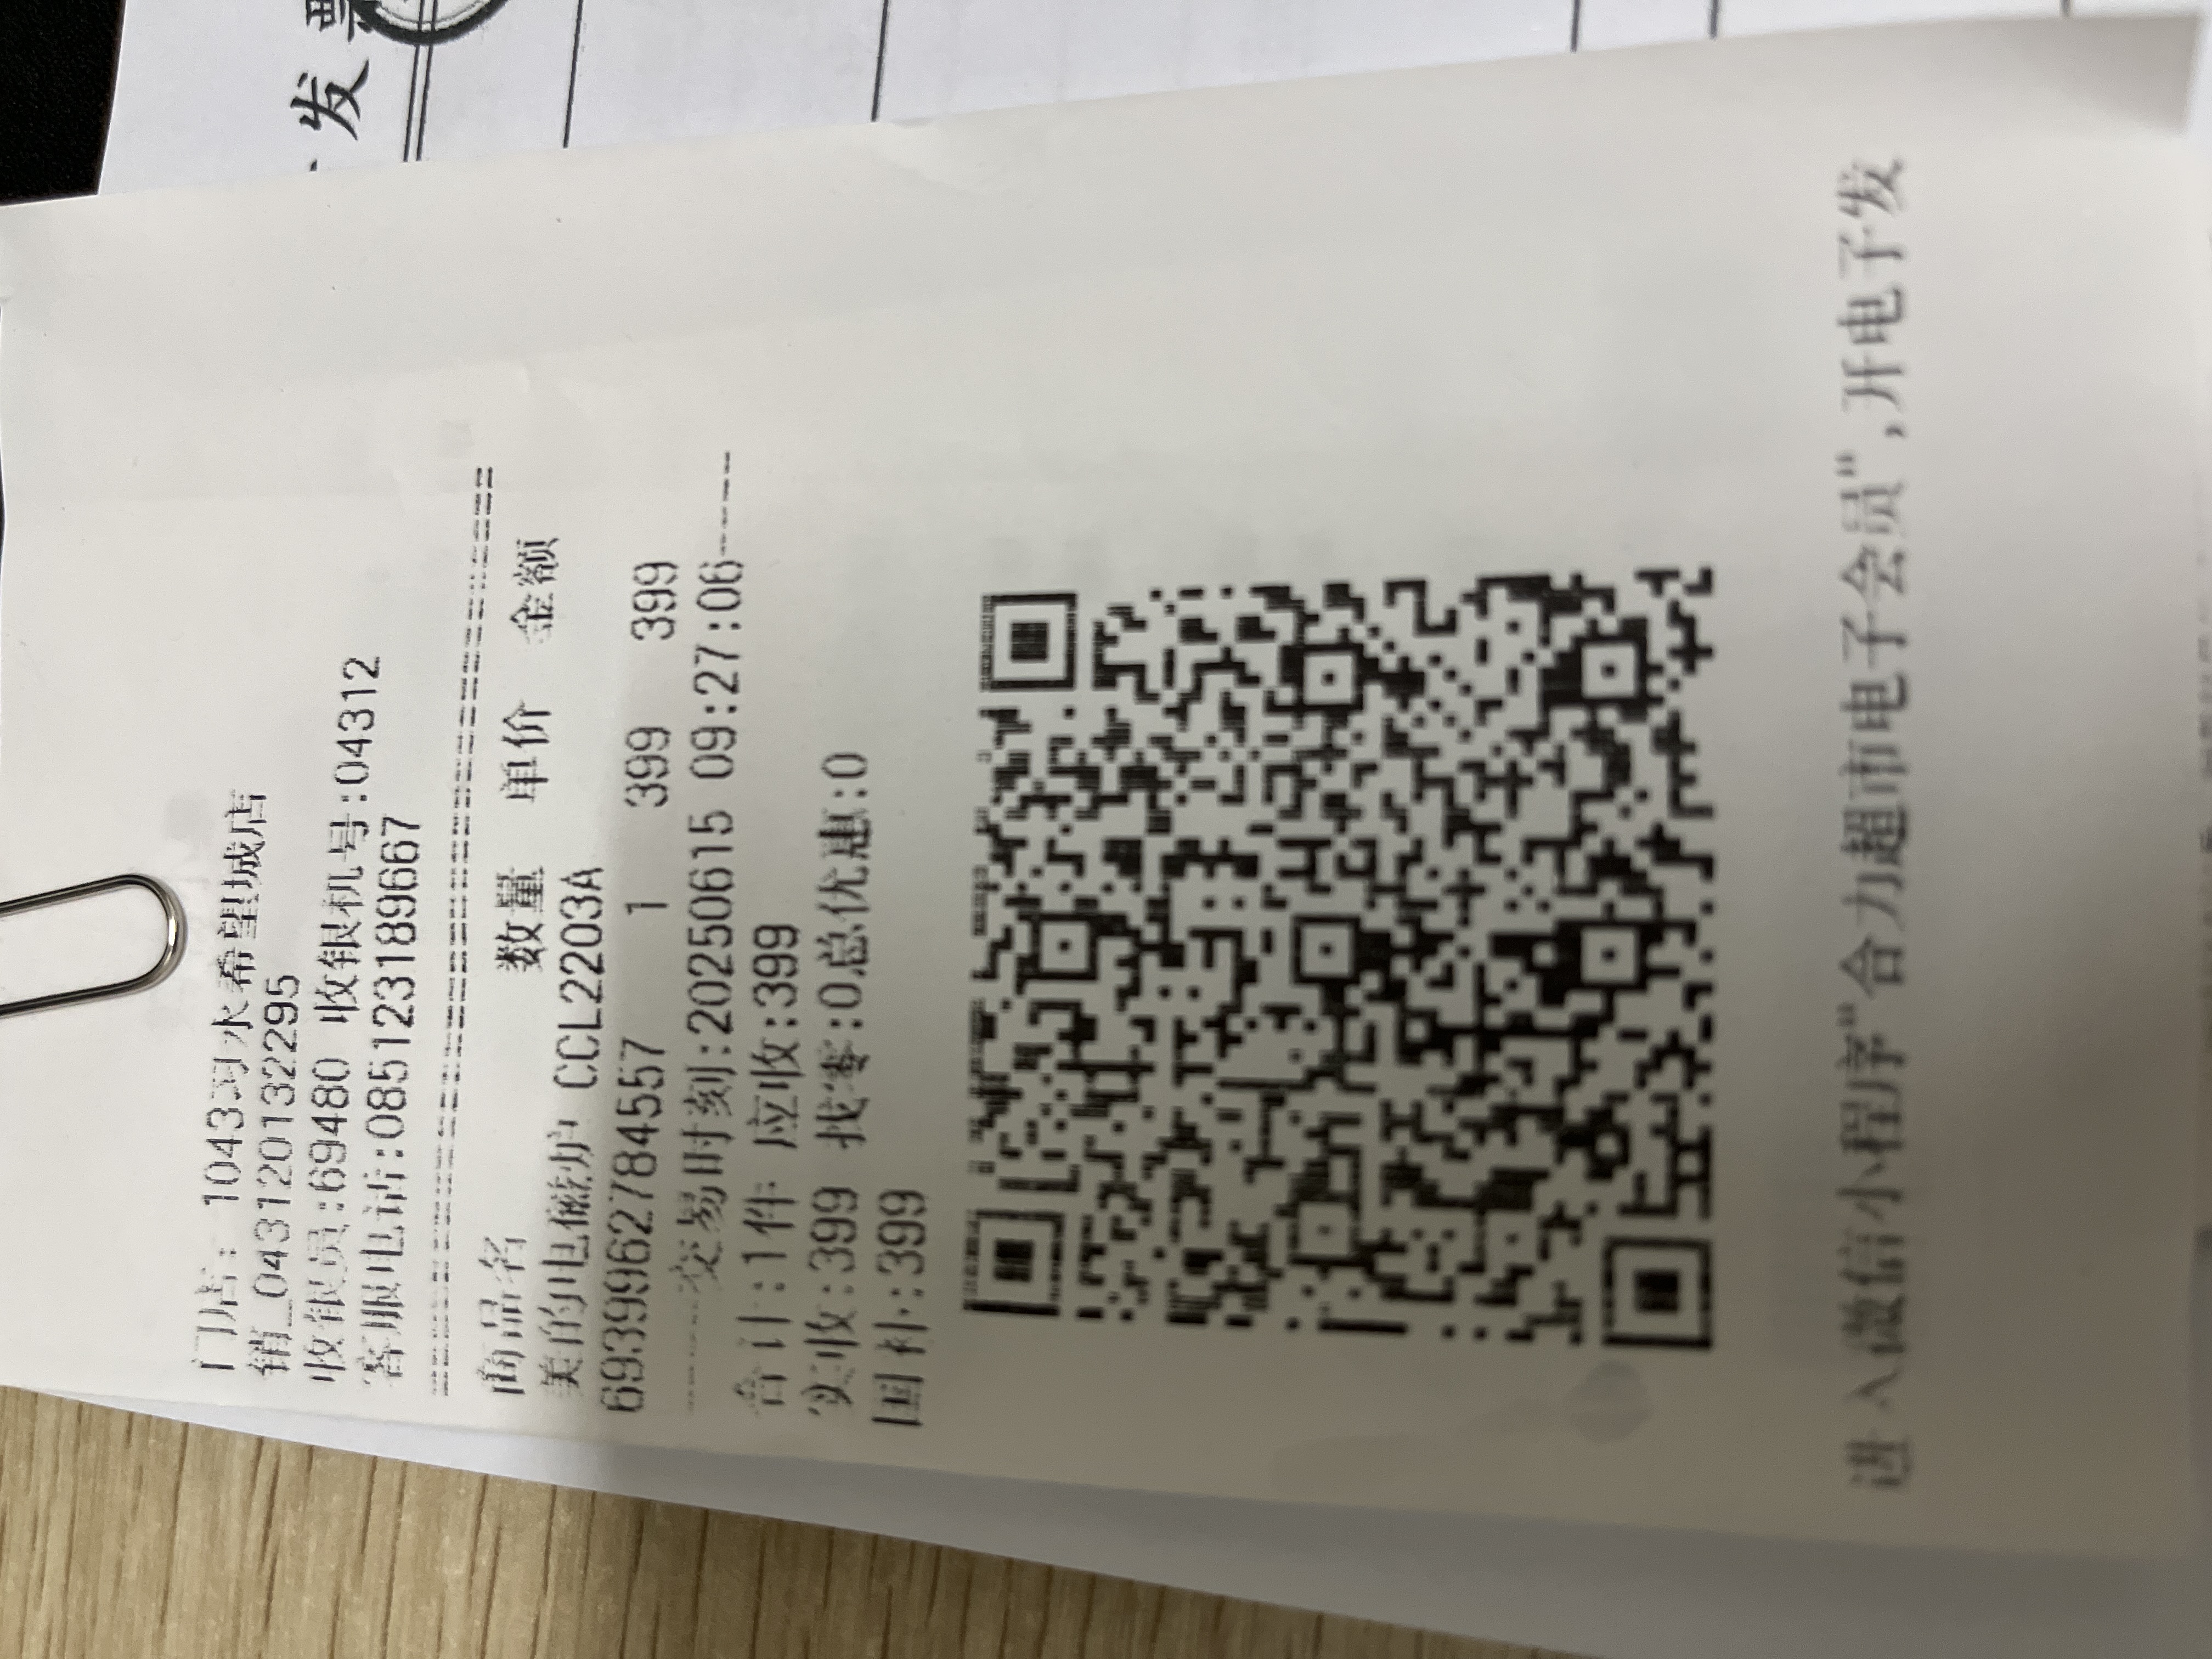 发票
门店: 1043习水希望城店
销_0431201322295
收银员:69480 收银机号:04312
客服电话:085123189667
商品名 数量 单价 金额
美的电磁炉 CCL2203A
6939962784557 1 399 399
-----交易时刻:20250615 09:27:06-----
合计:1件 应收:399
实收:399 找零:0总优惠:0
国补:399
进入微信小程序"合力超市电子会员",开电子发